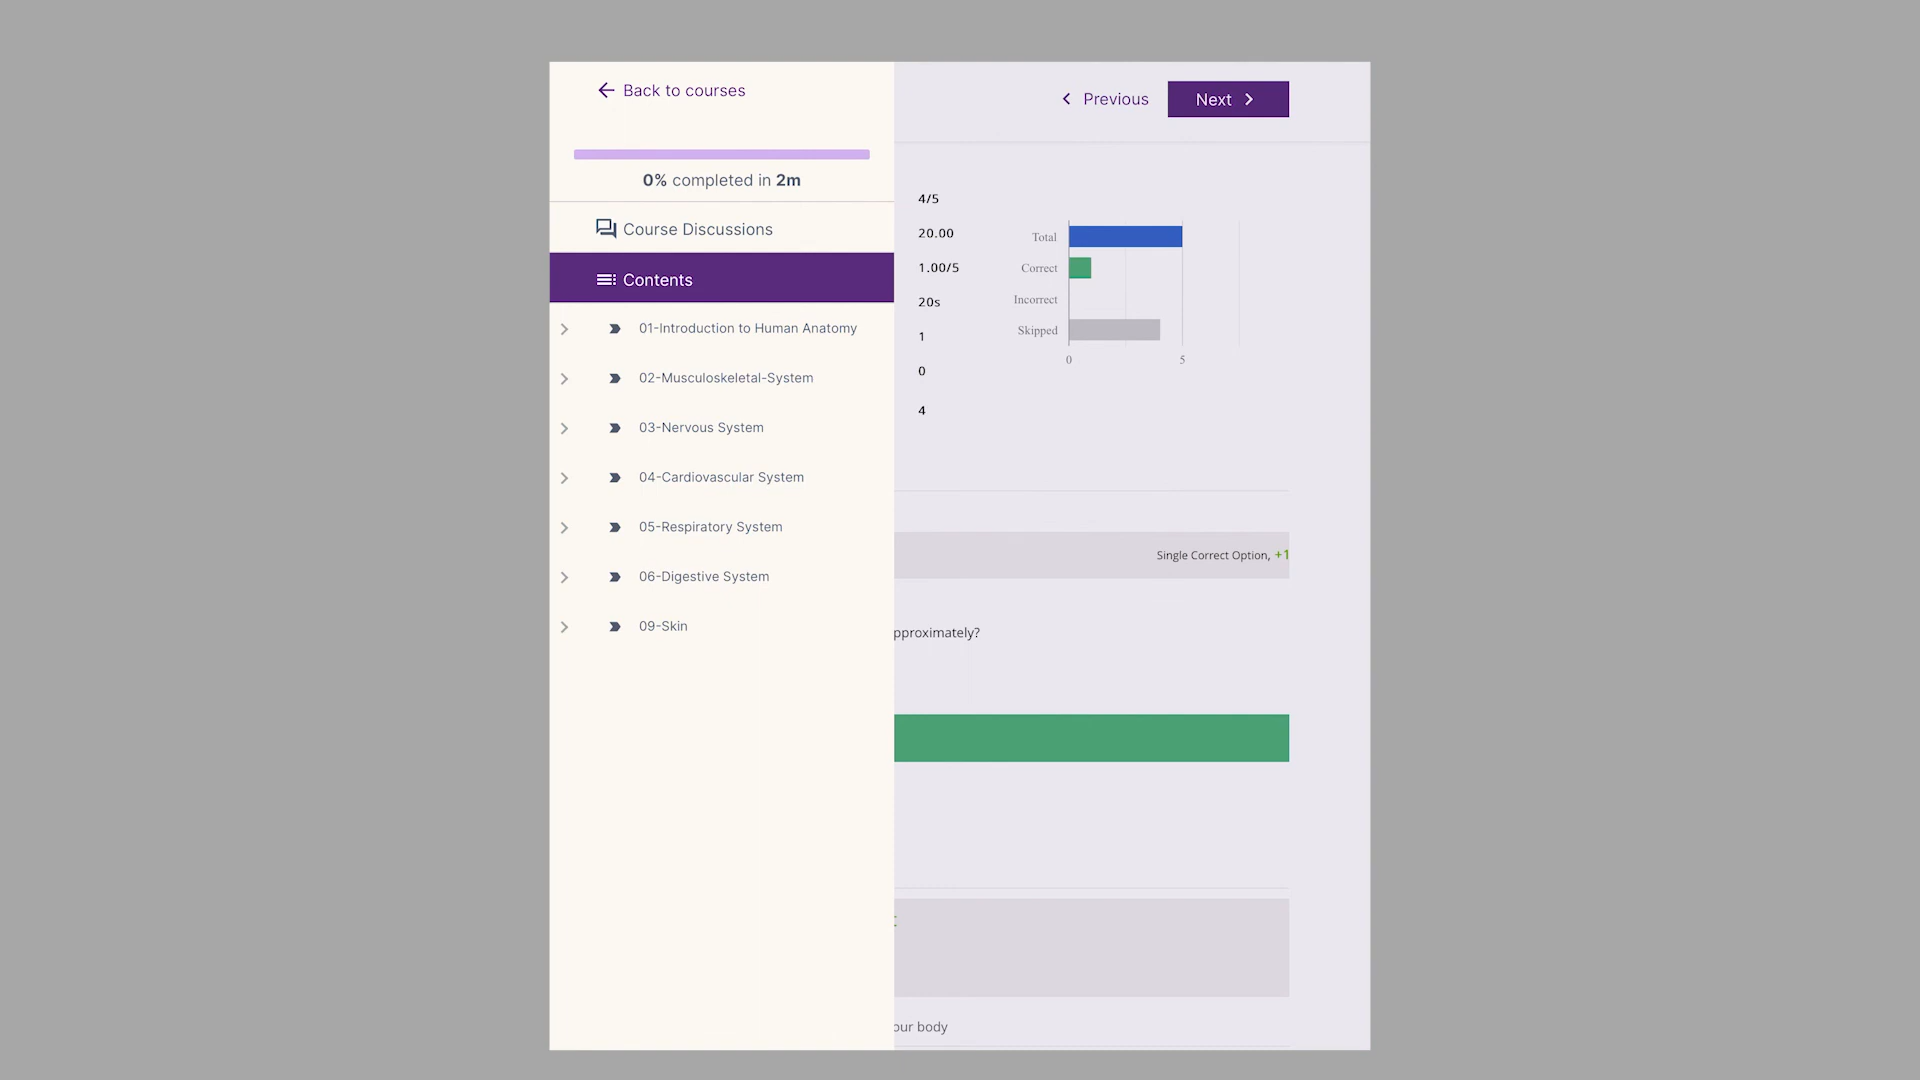 Back to courses
0% completed in 2m
Course Discussions
Contents
01-Introduction to Human Anatomy
02-Musculoskeletal-System
03-Nervous System
04-Cardiovascular System
05-Respiratory System
06-Digestive System
09-Skin
Previous
Next
4/5
20.00
1.00/5
20s
1
0
4
Total
Correct
Incorrect
Skipped
0
5
Single Correct Option, +1
pproximately?
our body